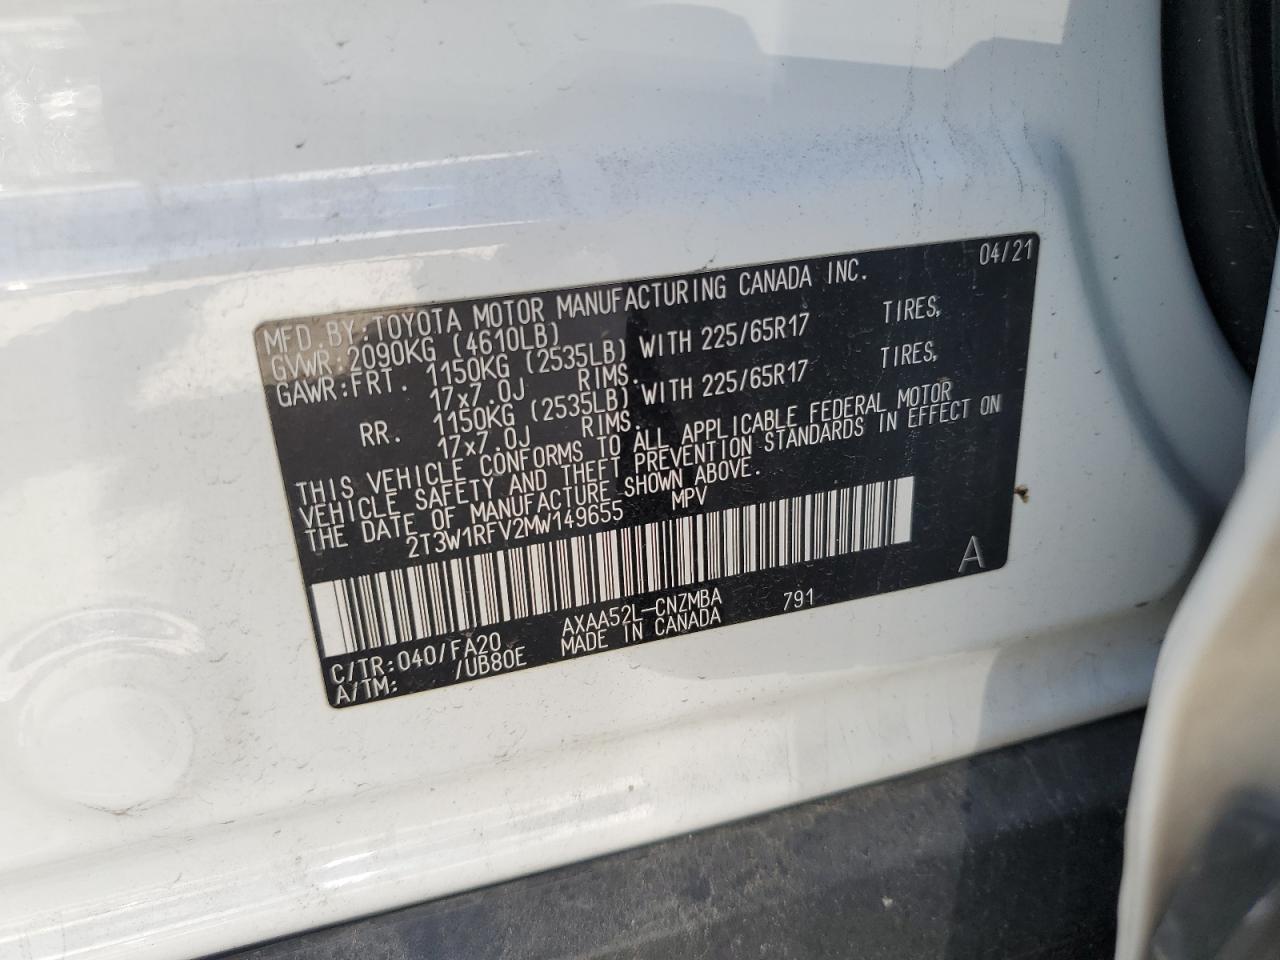 04/21
MFD.BY:TOYOTA MOTOR MANUFACTURING CANADA INC.
GVWR:2090KG (4610LB)
GAWR:FRT. 1150KG (2535LB) WITH 225/65R17 TIRES,
17x7.0J RIMS.
RR. 1150KG (2535LB) WITH 225/65R17 TIRES,
17x7.0J RIMS.
THIS VEHICLE CONFORMS TO ALL APPLICABLE FEDERAL MOTOR
VEHICLE SAFETY AND THEFT PREVENTION STANDARDS IN EFFECT ON
THE DATE OF MANUFACTURE SHOWN ABOVE.
2T3W1RFV2MW149655 MPV
A
C/TR:040/FA20 AXAA52L-CNZMBA 791
A/TM: /UB80E MADE IN CANADA